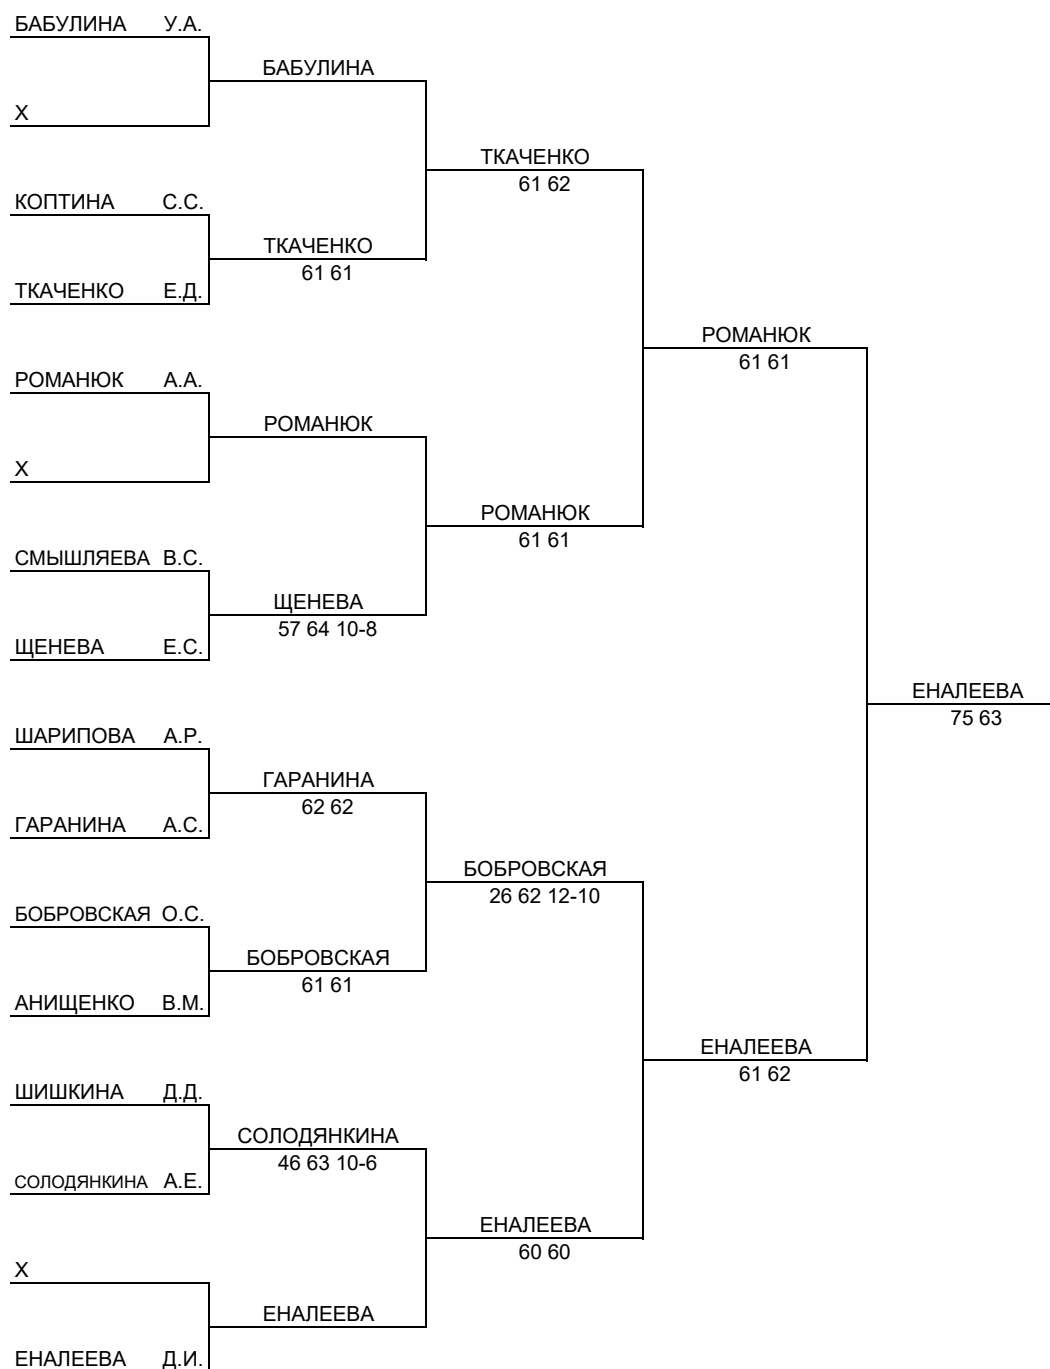 БАБУЛИНА У.А.
БАБУЛИНА
X
ТКАЧЕНКО
61 62
КОПТИНА С.С.
ТКАЧЕНКО
61 61
ТКАЧЕНКО Е.Д.
РОМАНЮК
61 61
РОМАНЮК А.А.
РОМАНЮК
X
РОМАНЮК
61 61
СМЫШЛЯЕВА В.С.
ЩЕНЕВА
57 64 10-8
ЩЕНЕВА Е.С.
ЕНАЛЕЕВА
75 63
ШАРИПОВА А.Р.
ГАРАНИНА
62 62
ГАРАНИНА А.С.
БОБРОВСКАЯ
26 62 12-10
БОБРОВСКАЯ О.С.
БОБРОВСКАЯ
61 61
АНИЩЕНКО В.М.
ЕНАЛЕЕВА
61 62
ШИШКИНА Д.Д.
СОЛОДЯНКИНА
46 63 10-6
СОЛОДЯНКИНА А.Е.
ЕНАЛЕЕВА
60 60
X
ЕНАЛЕЕВА
ЕНАЛЕЕВА Д.И.